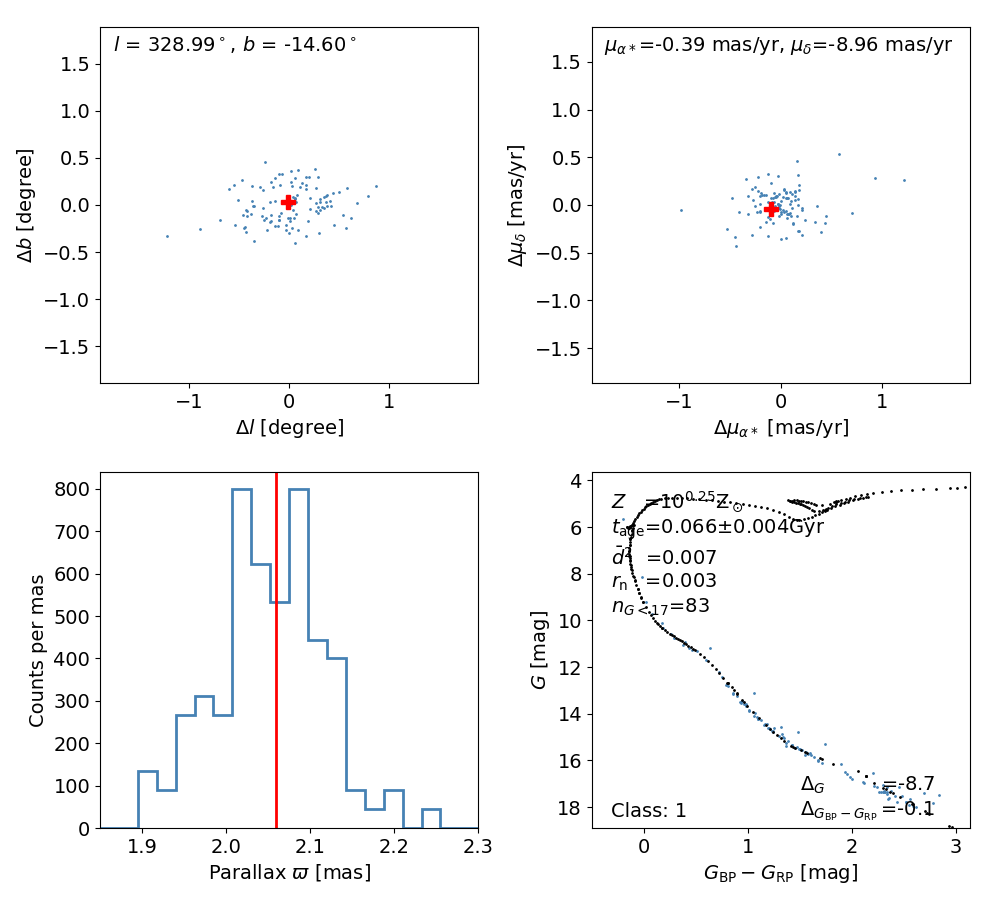 l = 328.99°, b = -14.60°
1.5
1.0
0.5
0.0
−0.5
−1.0
−1.5
Δb [degree]
−1 0 1
Δl [degree]
μα*=-0.39 mas/yr, μδ=-8.96 mas/yr
1.5
1.0
0.5
0.0
−0.5
−1.0
−1.5
Δμδ [mas/yr]
−1 0 1
Δμα* [mas/yr]
800
700
600
500
400
300
200
100
0
Counts per mas
1.9 2.0 2.1 2.2 2.3
Parallax ϖ [mas]
Z =10^0.25 Z⊙
t_age=0.066±0.004Gyr
d̄² =0.007
r_n =0.003
n_G<17=83
4
6
8
10
12
14
16
18
G [mag]
Δ_G =-8.7
Class: 1
Δ_G_BP−G_RP =-0.1
0 1 2 3
G_BP − G_RP [mag]